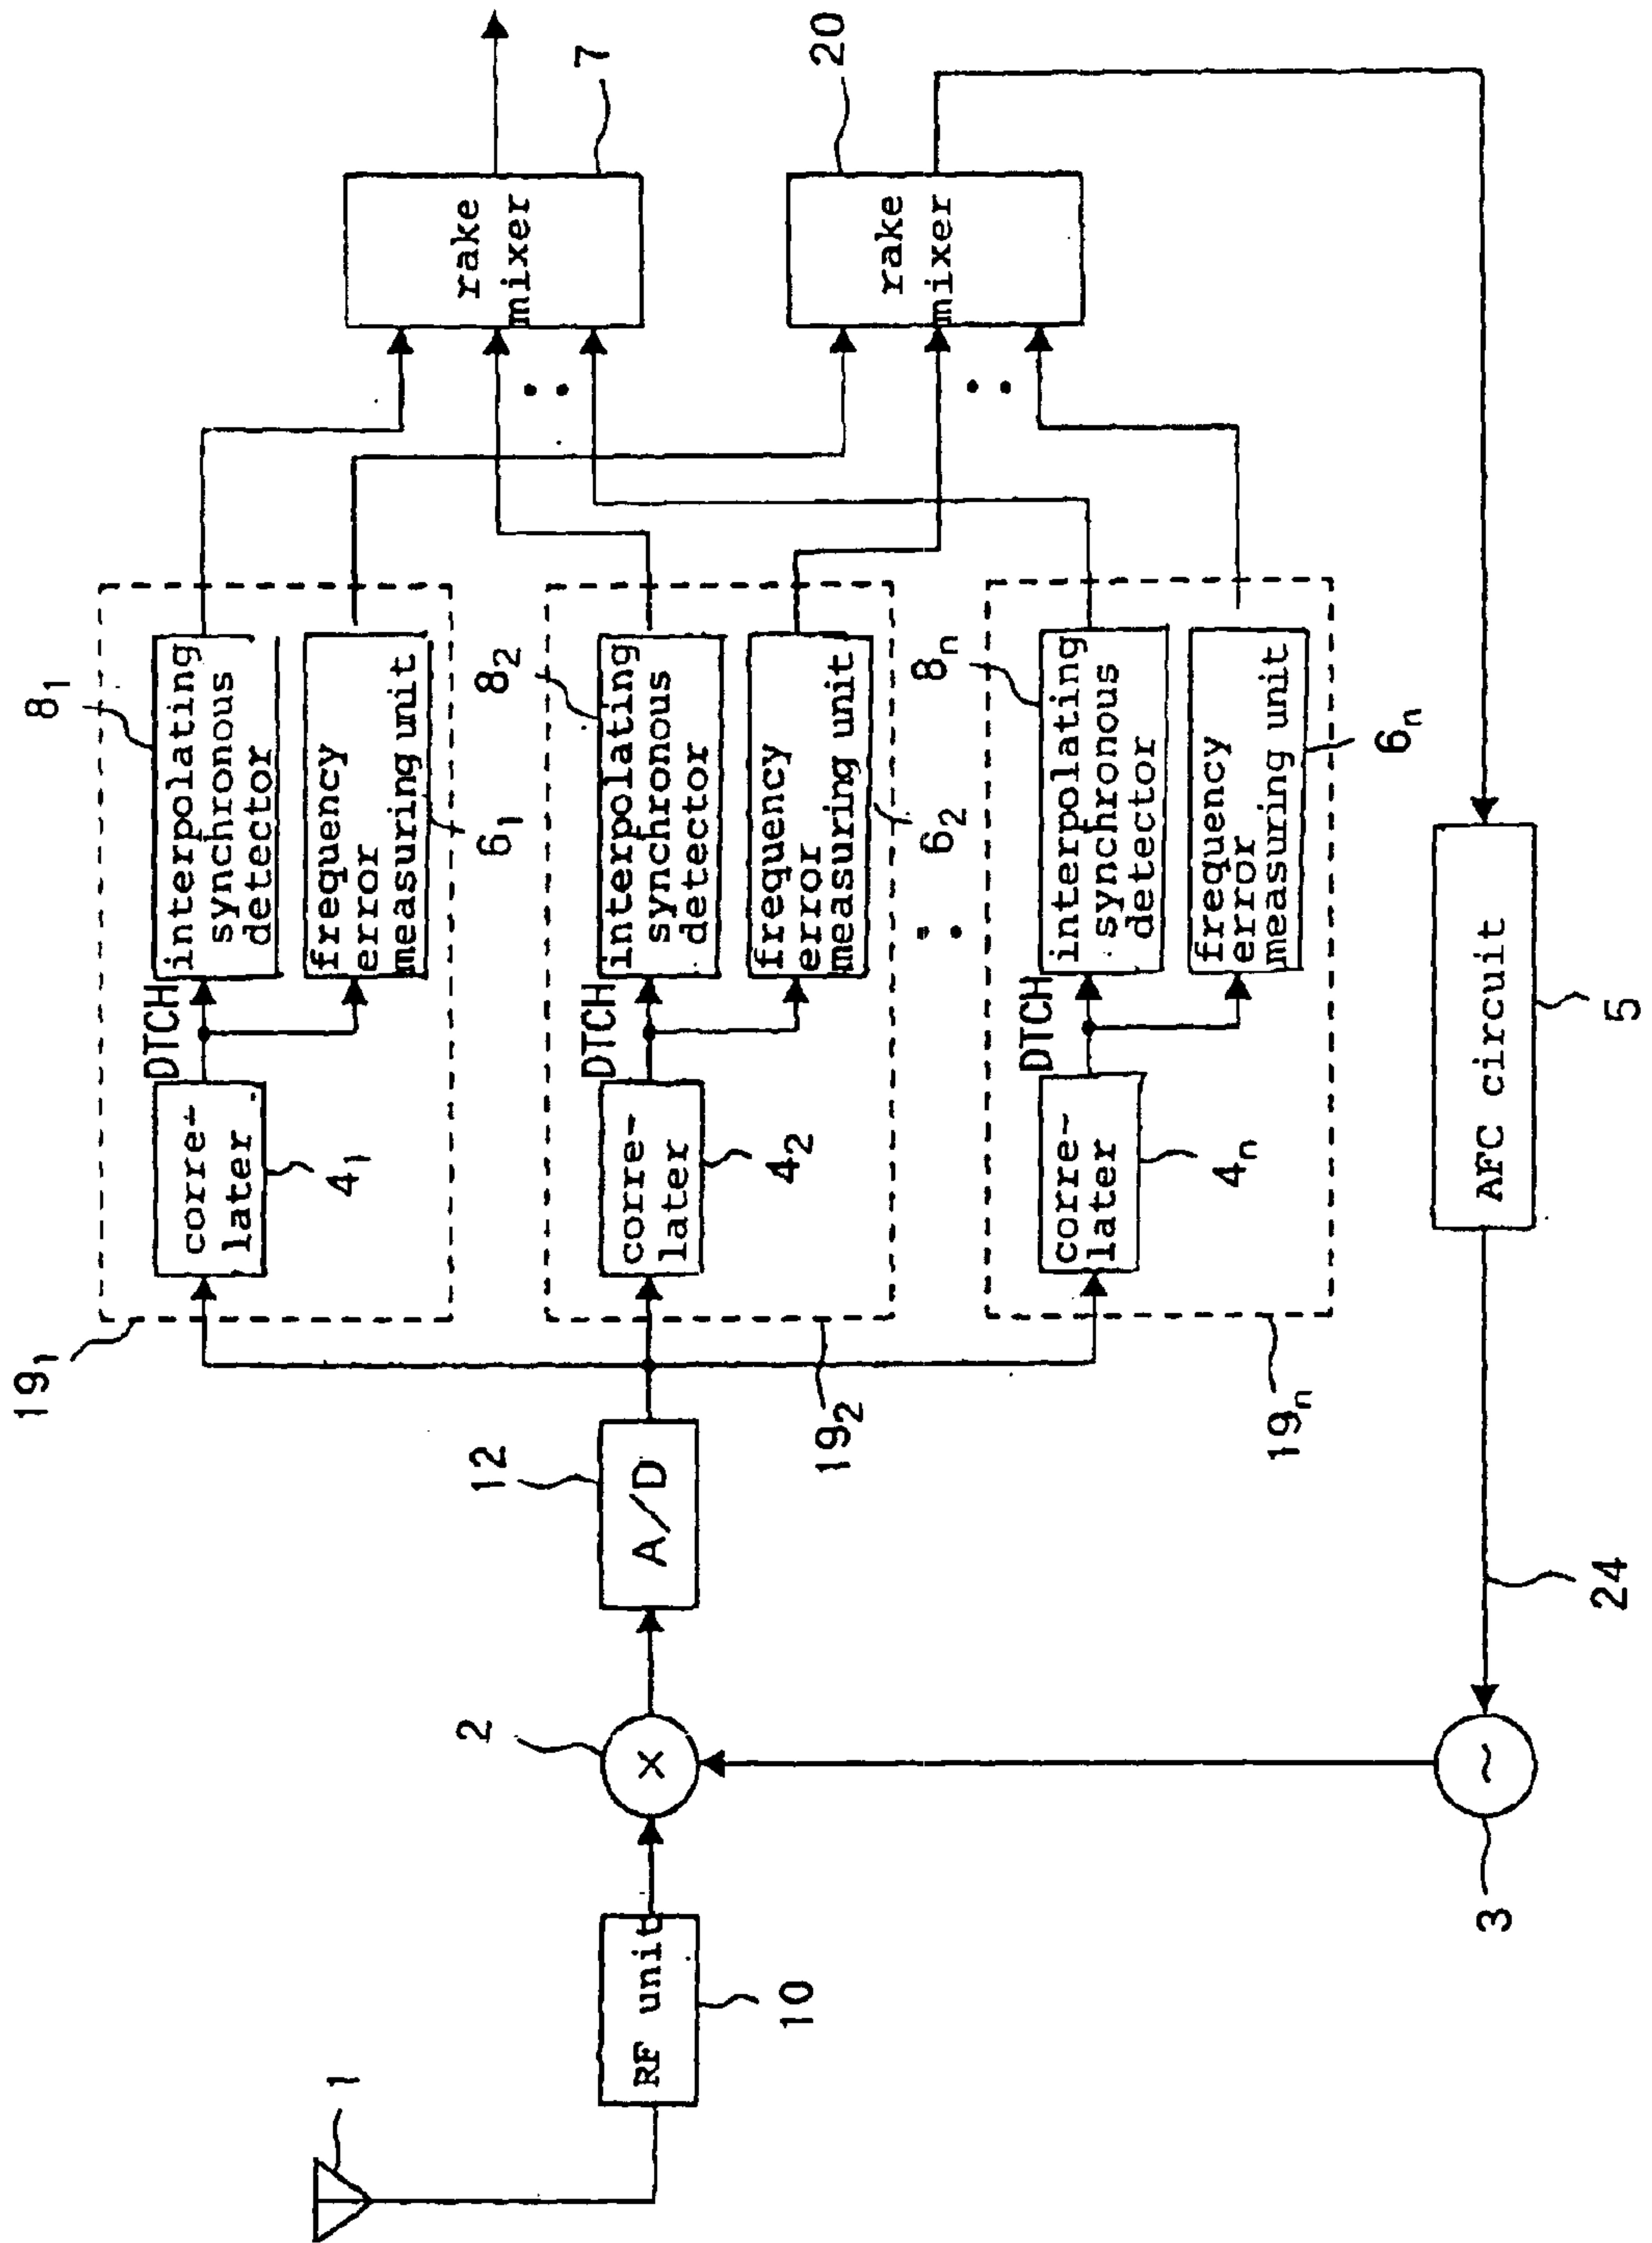 1
RF unit
10
2
×
3
~
12
A/D
24
AFC circuit
5
19₁
corre-
later
4₁
DTCH
8₁
interpolating
synchronous
detector
frequency
error
measuring unit
6₁
19₂
corre-
later
4₂
DTCH
8₂
interpolating
synchronous
detector
frequency
error
measuring unit
6₂
19ₙ
corre-
later
4ₙ
DTCH
8ₙ
interpolating
synchronous
detector
frequency
error
measuring unit
6ₙ
rake
mixer
7
rake
mixer
20